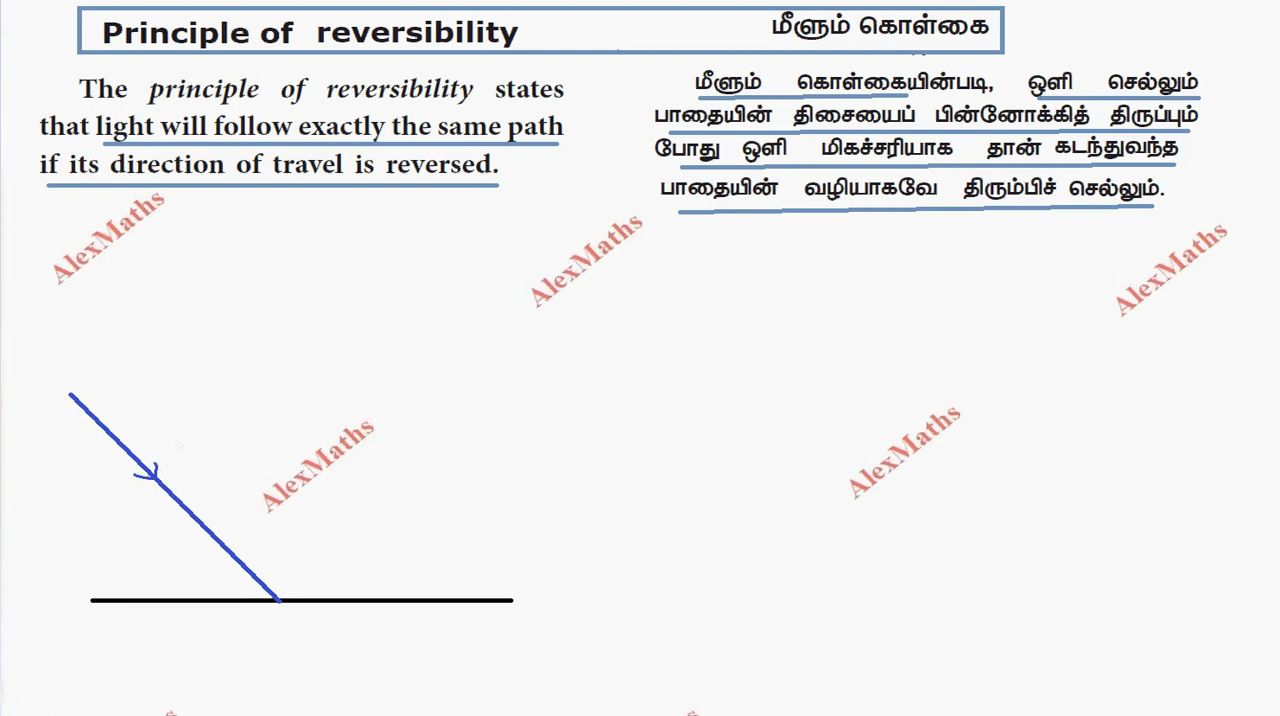 Principle of reversibility
மீளும் கொள்கை
The principle of reversibility states
that light will follow exactly the same path
if its direction of travel is reversed.
மீளும் கொள்கையின்படி, ஒளி செல்லும்
பாதையின் திசையைப் பின்னோக்கித் திருப்பும்
போது ஒளி மிகச்சரியாக தான் கடந்துவந்த
பாதையின் வழியாகவே திரும்பிச் செல்லும்.
AlexMaths
AlexMaths
AlexMaths
AlexMaths
AlexMaths